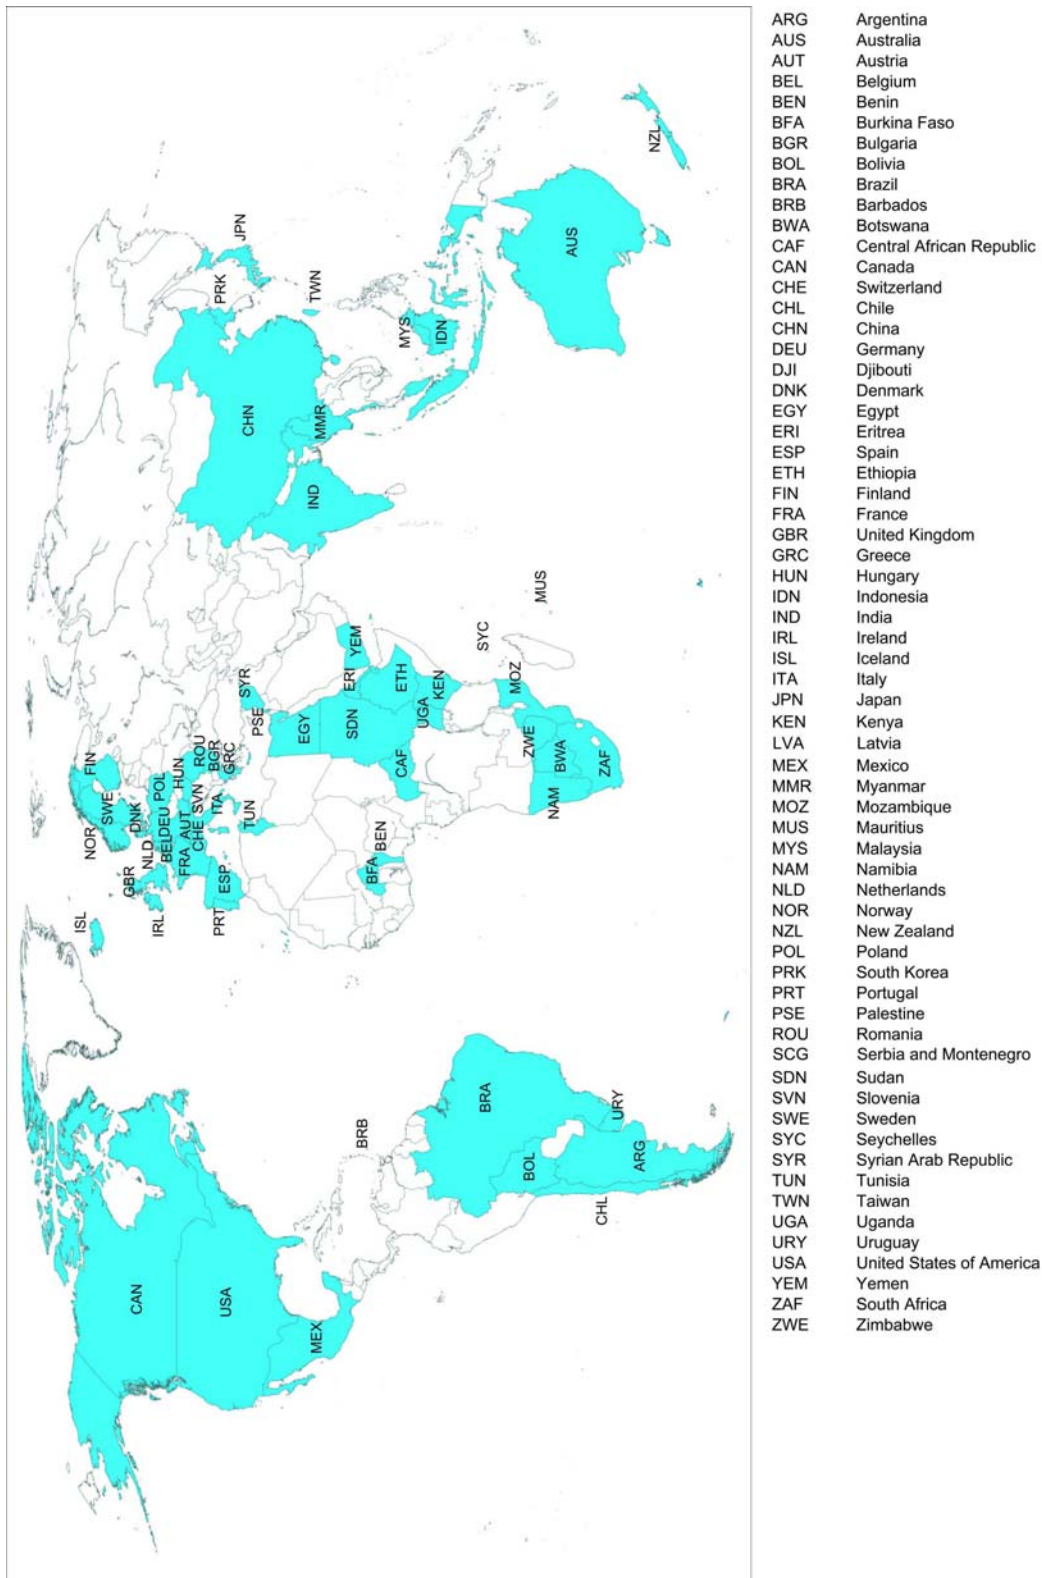 ARG Argentina
AUS Australia
AUT Austria
BEL Belgium
BEN Benin
BFA Burkina Faso
BGR Bulgaria
BOL Bolivia
BRA Brazil
BRB Barbados
BWA Botswana
CAF Central African Republic
CAN Canada
CHE Switzerland
CHL Chile
CHN China
DEU Germany
DJI Djibouti
DNK Denmark
EGY Egypt
ERI Eritrea
ESP Spain
ETH Ethiopia
FIN Finland
FRA France
GBR United Kingdom
GRC Greece
HUN Hungary
IDN Indonesia
IND India
IRL Ireland
ISL Iceland
ITA Italy
JPN Japan
KEN Kenya
LVA Latvia
MEX Mexico
MMR Myanmar
MOZ Mozambique
MUS Mauritius
MYS Malaysia
NAM Namibia
NLD Netherlands
NOR Norway
NZL New Zealand
POL Poland
PRK South Korea
PRT Portugal
PSE Palestine
ROU Romania
SCG Serbia and Montenegro
SDN Sudan
SVN Slovenia
SWE Sweden
SYC Seychelles
SYR Syrian Arab Republic
TUN Tunisia
TWN Taiwan
UGA Uganda
URY Uruguay
USA United States of America
YEM Yemen
ZAF South Africa
ZWE Zimbabwe
CAN
USA
MEX
BRB
BRA
BOL
CHL
ARG
URY
ISL
NOR
SWE
FIN
DNK
GBR
IRL
NLD
BEL
DEU
POL
FRA
AUT
HUN
CHE
SVN
ROU
PRT
ESP
ITA
BGR
GRC
TUN
PSE
SYR
EGY
SDN
ERI
YEM
BFA
BEN
CAF
UGA
ETH
KEN
SYC
MUS
MOZ
ZWE
NAM
BWA
ZAF
IND
CHN
MMR
PRK
JPN
TWN
MYS
IDN
AUS
NZL